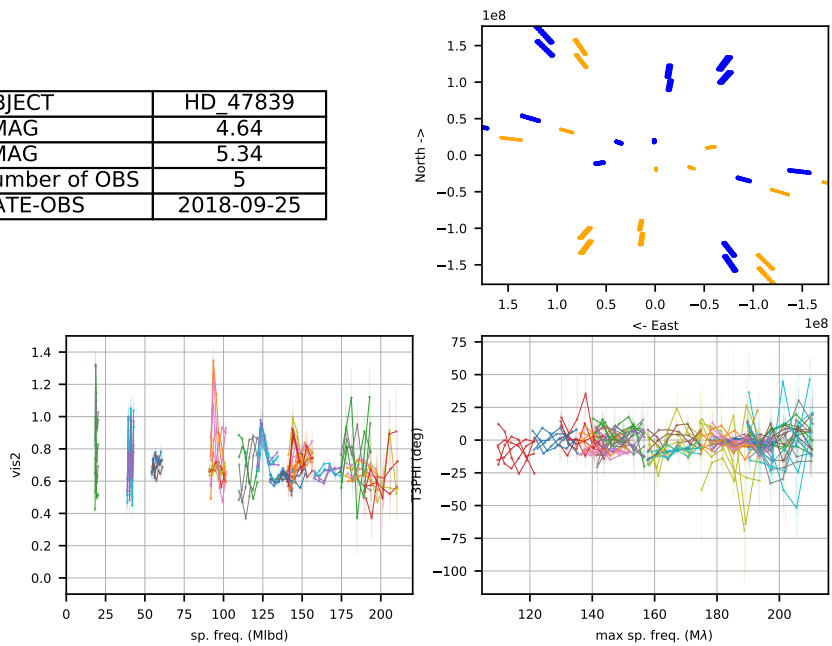 BJECT HD_47839
MAG 4.64
MAG 5.34
umber of OBS 5
ATE-OBS 2018-09-25
1e8
1.5
1.0
0.5
0.0
−0.5
−1.0
−1.5
North ->
1.5 1.0 0.5 0.0 −0.5 −1.0 −1.5
<- East
1e8
1.4
1.2
1.0
0.8
0.6
0.4
0.2
0.0
vis2
0 25 50 75 100 125 150 175 200
sp. freq. (Mlbd)
75
50
25
0
−25
−50
−75
−100
T3PHI (deg)
120 140 160 180 200
max sp. freq. (Mλ)